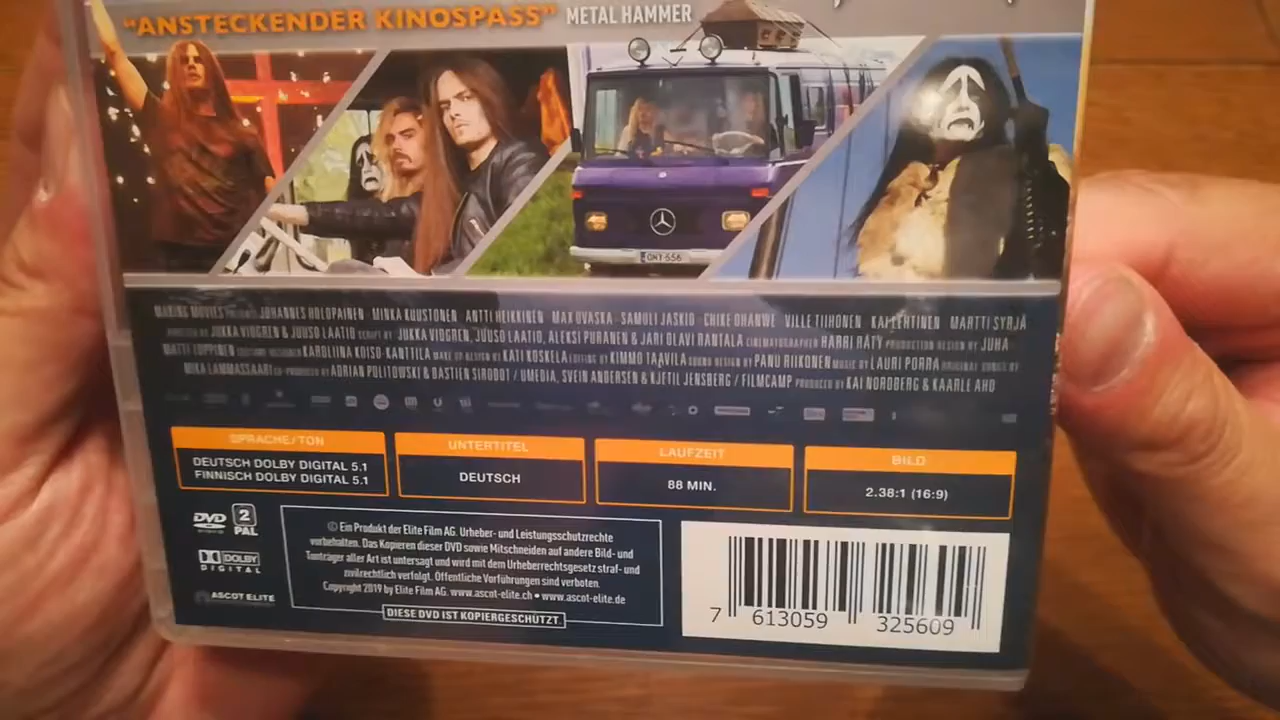 "ANSTECKENDER KINOSPASS" METAL HAMMER
ONY-556
MAKING MOVIES PRESENTS JOHANNES HOLOPAINEN MINKA KUUSTONEN ANTTI HEIKKINEN MAX OVASKA SAMULI JASKIO CHIKE OHANWE VILLE TIIHONEN KAI LEHTINEN MARTTI SYRJÄ
DIRECTED BY JUKKA VIDGREN & JUUSO LAATIO SCRIPT BY JUKKA VIDGREN, JUUSO LAATIO, ALEKSI PURANEN & JARI OLAVI RANTALA CINEMATOGRAPHER HARRI RÄTY PRODUCTION DESIGN BY JUHA-
MATTI TOPPINEN COSTUME DESIGNER KAROLIINA KOISO-KANTTILA MAKE UP DESIGN BY KATI KOSKELA EDITING BY KIMMO TAAVILA SOUND DESIGN BY PANU RIIKONEN MUSIC BY LAURI PORRA ORIGINAL SONGS BY
MIKA LAMMASSAARI CO-PRODUCED BY ADRIAN POLITOWSKI & BASTIEN SIRODOT / UMEDIA, SVEIN ANDERSEN & KJETIL JENSBERG / FILMCAMP PRODUCED BY KAI NORDBERG & KAARLE AHO
SPRACHE/TON
DEUTSCH DOLBY DIGITAL 5.1
FINNISCH DOLBY DIGITAL 5.1
UNTERTITEL
DEUTSCH
LAUFZEIT
88 MIN.
BILD
2.38:1 (16:9)
DVD
2
PAL
DOLBY
DIGITAL
ASCOT ELITE
© Ein Produkt der Elite Film AG. Urheber- und Leistungsschutzrechte
vorbehalten. Das Kopieren dieser DVD sowie Mitschneiden auf andere Bild- und
Tonträger aller Art ist untersagt und wird mit dem Urheberrechtsgesetz straf- und
zivilrechtlich verfolgt. Öffentliche Vorführungen sind verboten.
Copyright 2019 by Elite Film AG. www.ascot-elite.ch • www.ascot-elite.de
DIESE DVD IST KOPIERGESCHÜTZT.
7 613059 325609